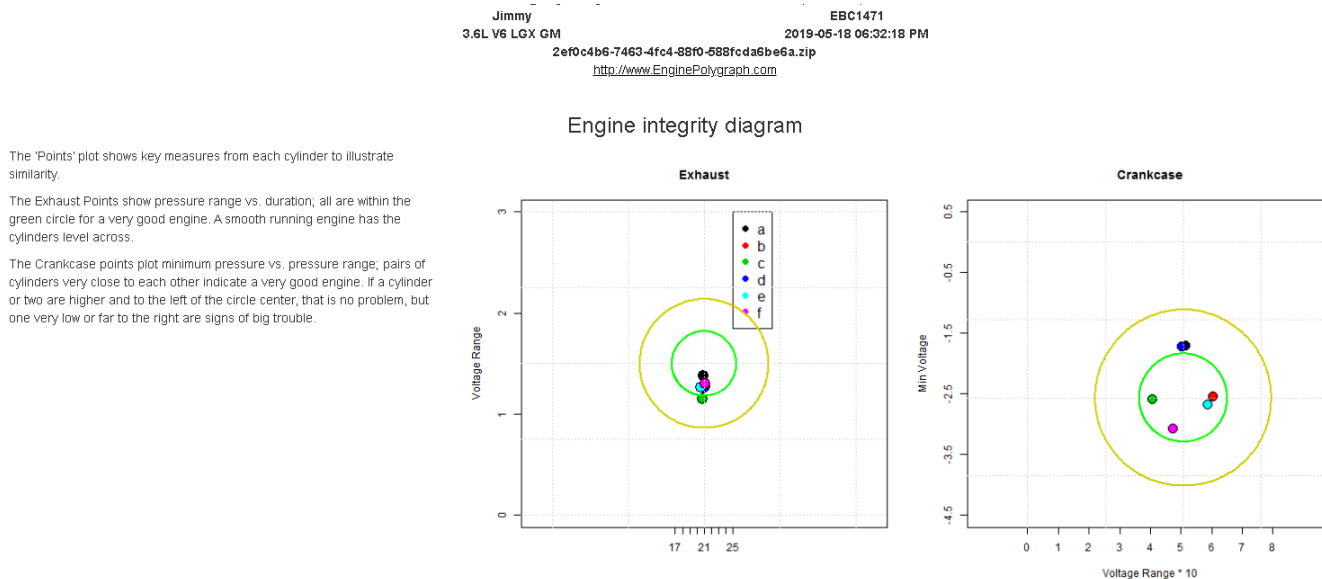 Jimmy EBC1471
3.6L V6 LGX GM 2019-05-18 06:32:18 PM
2ef0c4b6-7463-4fc4-88f0-588fcda6be6a.zip
http://www.EnginePolygraph.com
Engine integrity diagram
The 'Points' plot shows key measures from each cylinder to illustrate
similarity.
The Exhaust Points show pressure range vs. duration; all are within the
green circle for a very good engine. A smooth running engine has the
cylinders level across.
The Crankcase points plot minimum pressure vs. pressure range; pairs of
cylinders very close to each other indicate a very good engine. If a cylinder
or two are higher and to the left of the circle center, that is no problem, but
one very low or far to the right are signs of big trouble.
Exhaust
Voltage Range
3
2
1
0
a
b
c
d
e
f
17 21 25
Crankcase
Min Voltage
0.5
-0.5
-1.5
-2.5
-3.5
-4.5
0 1 2 3 4 5 6 7 8
Voltage Range * 10